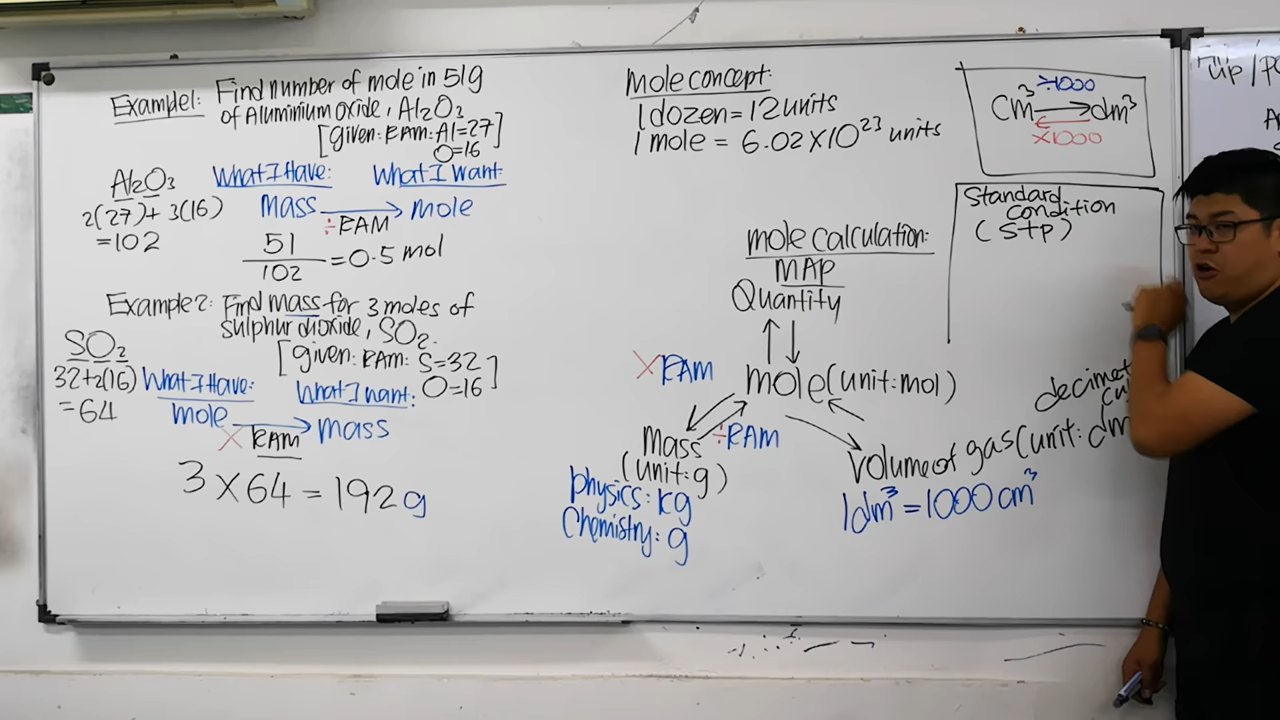 Example1: Find number of mole in 51g
of Aluminium oxide, Al2O3
[given: RAM: Al=27]
O=16
Al2O3
2(27)+3(16)
=102
What I Have: What I Want:
Mass → mole
÷RAM
51
102
=0.5 mol
Example2: Find mass for 3 moles of
sulphur dioxide, SO2.
[given: RAM: S=32]
O=16
SO2
32+2(16)
=64
What I Have: What I want:
mole → mass
× RAM
3×64=192g
Mole concept:
1 dozen=12 units
1 mole = 6.02×10²³ units
mole calculation:
MAP
Quantity
×RAM
mole(unit:mol)
÷RAM
Mass
(unit:g)
Physics: kg
Chemistry: g
Volume of gas(unit: dm
1dm³=1000cm³
÷1000
cm³ → dm³
×1000
Standard
condition
(stp)
up/